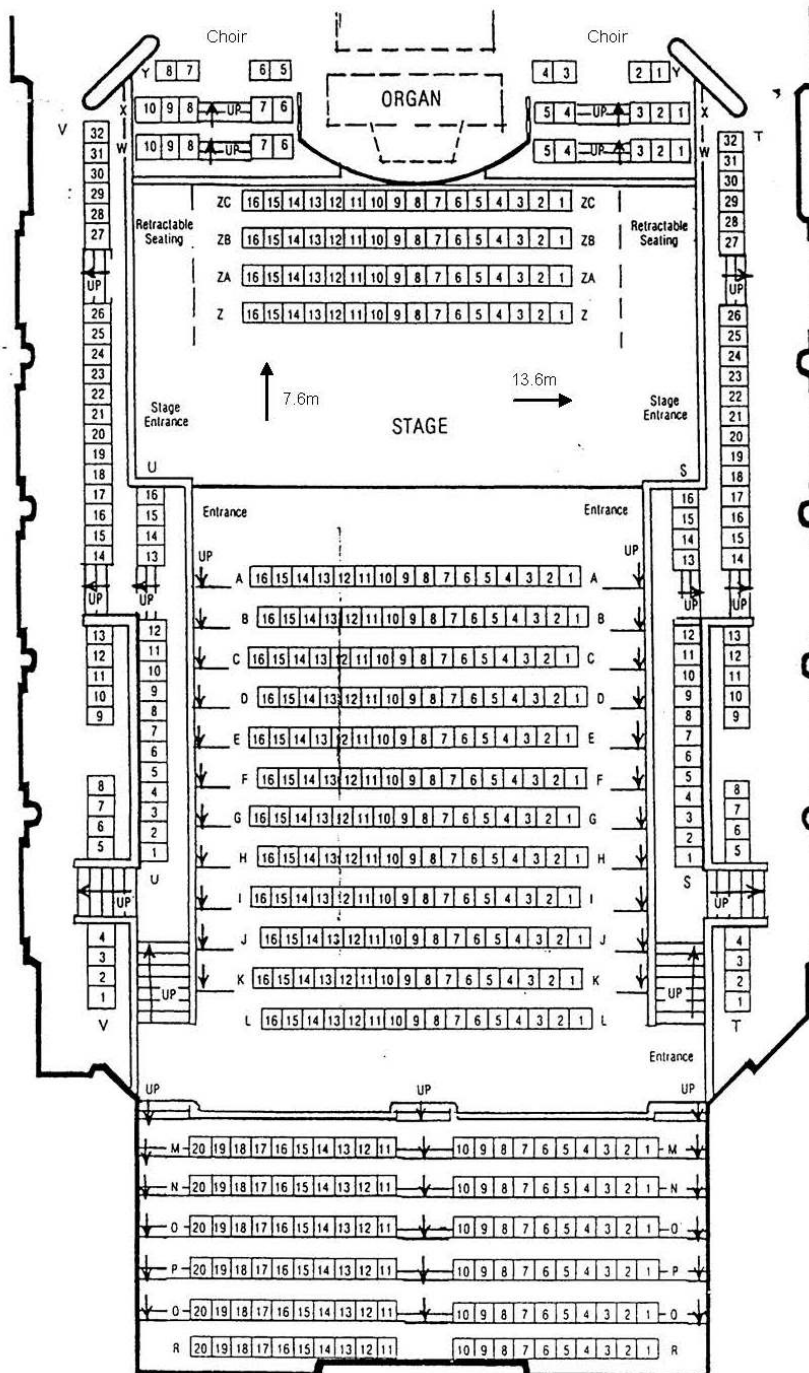 Choir Choir
Y 8 7 6 5 4 3 2 1 Y
ORGAN
X 10 9 8 UP 7 6 5 4 UP 3 2 1 X
W 10 9 8 UP 7 6 5 4 UP 3 2 1 W
V T
32 32
31 31
30 30
29 29
28 28
27 27
UP UP
26 26
25 25
24 24
23 23
22 22
21 21
20 20
19 19
18 18
17 17
16 16
15 15
14 14
UP UP
13 13
12 12
11 11
10 10
9 9
8 8
7 7
6 6
5 5
UP UP
4 4
3 3
2 2
1 1
V T
Retractable Seating
Retractable Seating
ZC 16 15 14 13 12 11 10 9 8 7 6 5 4 3 2 1 ZC
ZB 16 15 14 13 12 11 10 9 8 7 6 5 4 3 2 1 ZB
ZA 16 15 14 13 12 11 10 9 8 7 6 5 4 3 2 1 ZA
Z 16 15 14 13 12 11 10 9 8 7 6 5 4 3 2 1 Z
7.6m 13.6m
Stage Entrance
STAGE
Stage Entrance
U S
16 16
15 15
14 14
13 13
UP UP
12 12
11 11
10 10
9 9
8 8
7 7
6 6
5 5
4 4
3 3
2 2
1 1
U S
UP UP
Entrance Entrance
UP UP
A 16 15 14 13 12 11 10 9 8 7 6 5 4 3 2 1 A
B 16 15 14 13 12 11 10 9 8 7 6 5 4 3 2 1 B
C 16 15 14 13 12 11 10 9 8 7 6 5 4 3 2 1 C
D 16 15 14 13 12 11 10 9 8 7 6 5 4 3 2 1 D
E 16 15 14 13 12 11 10 9 8 7 6 5 4 3 2 1 E
F 16 15 14 13 12 11 10 9 8 7 6 5 4 3 2 1 F
G 16 15 14 13 12 11 10 9 8 7 6 5 4 3 2 1 G
H 16 15 14 13 12 11 10 9 8 7 6 5 4 3 2 1 H
I 16 15 14 13 12 11 10 9 8 7 6 5 4 3 2 1 I
J 16 15 14 13 12 11 10 9 8 7 6 5 4 3 2 1 J
K 16 15 14 13 12 11 10 9 8 7 6 5 4 3 2 1 K
L 16 15 14 13 12 11 10 9 8 7 6 5 4 3 2 1 L
Entrance
UP UP UP
M 20 19 18 17 16 15 14 13 12 11 10 9 8 7 6 5 4 3 2 1 M
N 20 19 18 17 16 15 14 13 12 11 10 9 8 7 6 5 4 3 2 1 N
O 20 19 18 17 16 15 14 13 12 11 10 9 8 7 6 5 4 3 2 1 O
P 20 19 18 17 16 15 14 13 12 11 10 9 8 7 6 5 4 3 2 1 P
O 20 19 18 17 16 15 14 13 12 11 10 9 8 7 6 5 4 3 2 1 O
R 20 19 18 17 16 15 14 13 12 11 10 9 8 7 6 5 4 3 2 1 R